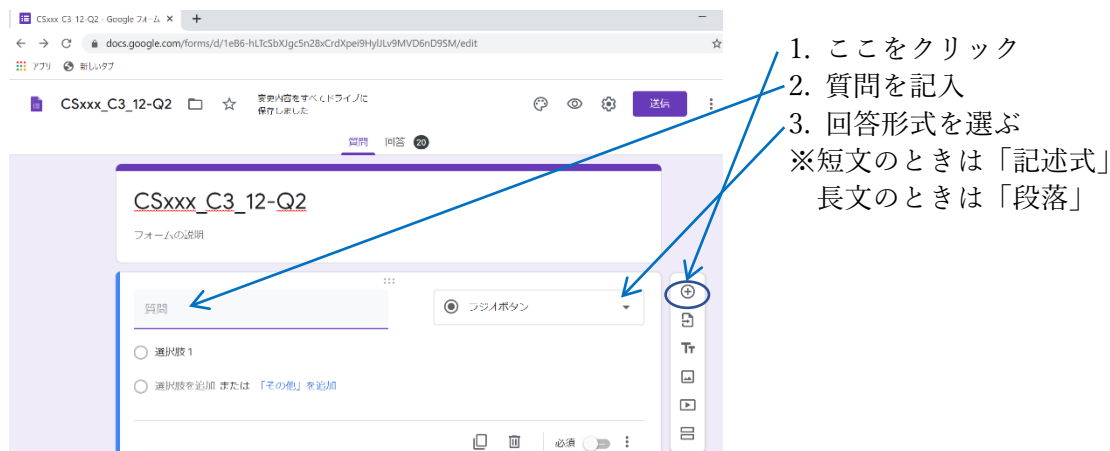 CSxxx C3 12-Q2 - Google フォーム
docs.google.com/forms/d/1eB6-hLTcSbXJgc5n28xCrdXpei9HylJLv9MVD6nD9SM/edit
アプリ 新しいタブ
CSxxx_C3_12-Q2
変更内容をすべてドライブに
保存しました
送信
質問 回答 20
CSxxx_C3_12-Q2
フォームの説明
質問
ラジオボタン
選択肢 1
選択肢を追加 または 「その他」を追加
必須
Tт
1. ここをクリック
2. 質問を記入
3. 回答形式を選ぶ
※短文のときは「記述式」
長文のときは「段落」